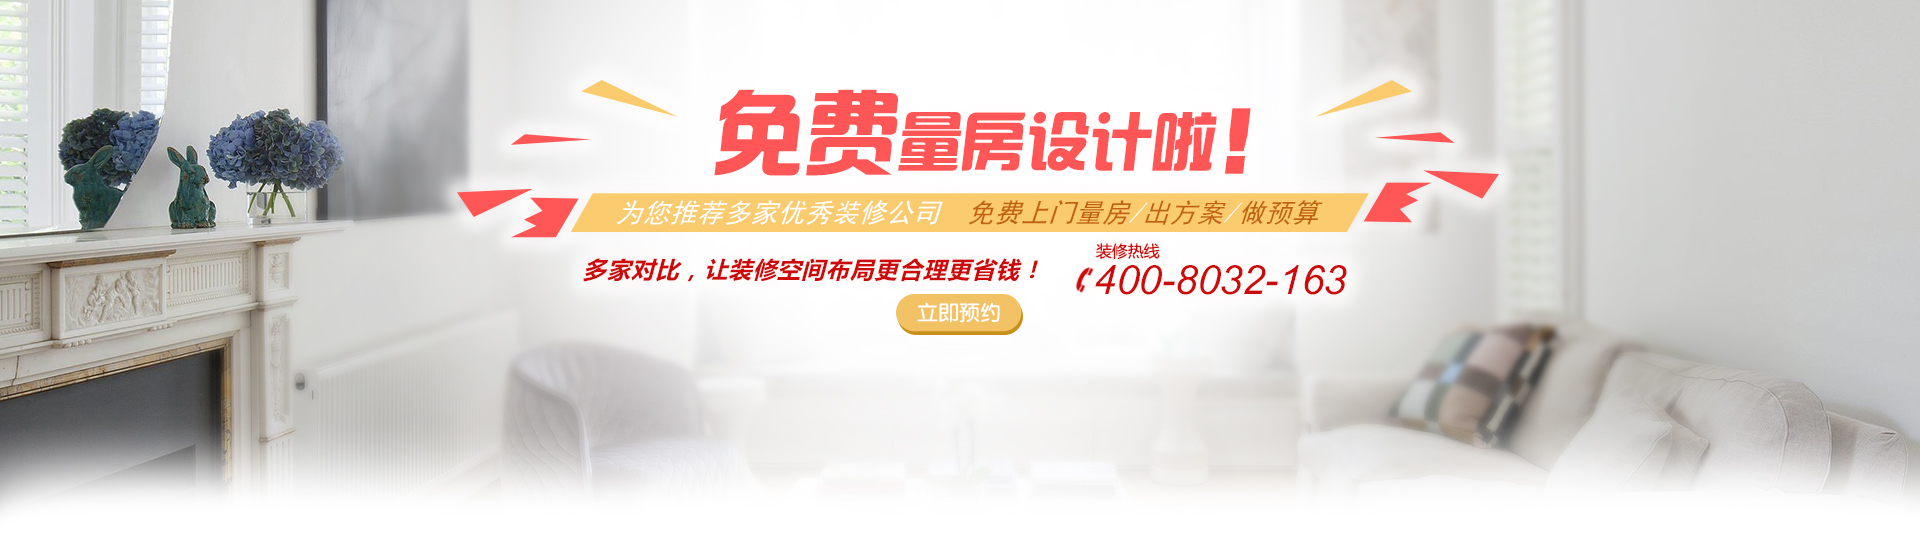 免费量房设计啦!
为您推荐多家优秀装修公司 免费上门量房/出方案/做预算
多家对比，让装修空间布局更合理更省钱！
装修热线
400-8032-163
立即预约